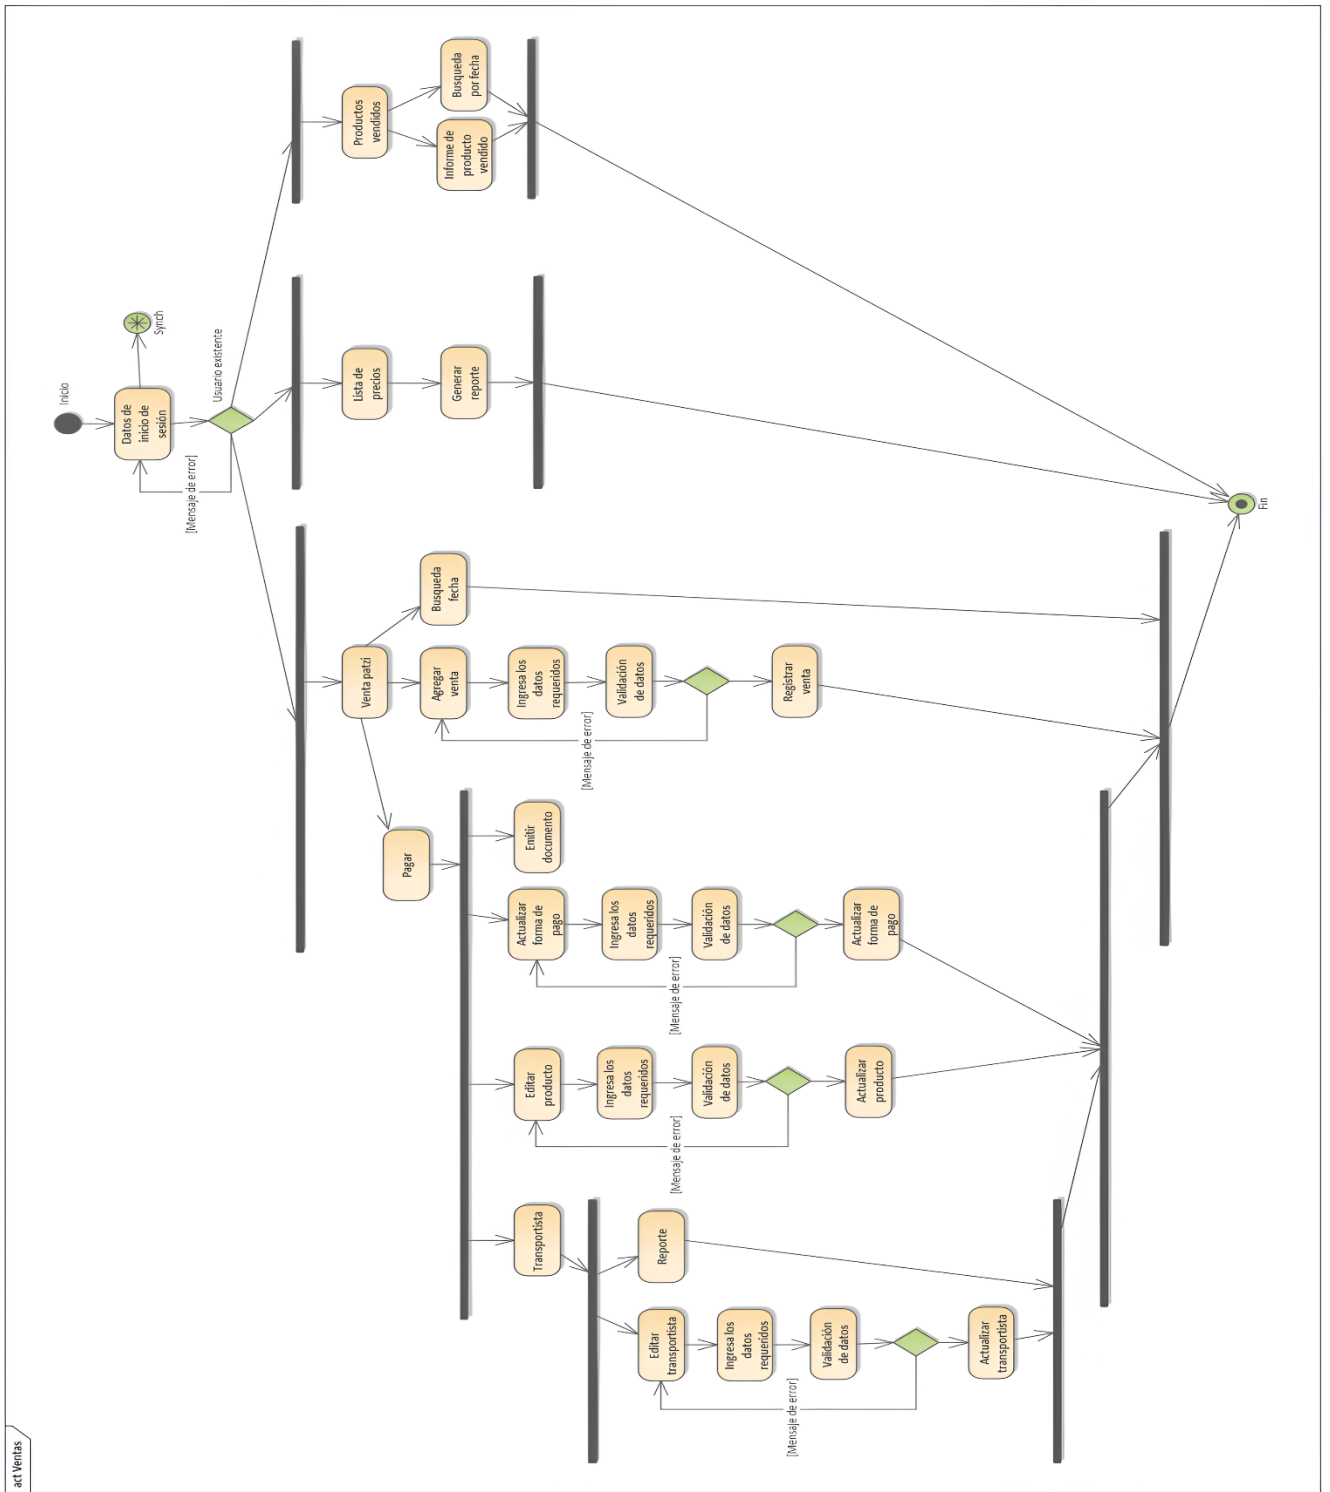 act Ventas
Inicio
Datos de
inicio de
sesión
Synch
Usuario existente
[Mensaje de error]
Transportista
Editar
transportista
Ingresa los
datos
requeridos
Validación
de datos
[Mensaje de error]
Actualizar
transportista
Reporte
Editar
producto
Ingresa los
datos
requeridos
Validación
de datos
[Mensaje de error]
Actualizar
producto
Actualizar
forma de
pago
Ingresa los
datos
requeridos
Validación
de datos
[Mensaje de error]
Actualizar
forma de
pago
Emitir
documento
Pagar
Venta patzi
Agregar
venta
Ingresa los
datos
requeridos
Validación
de datos
[Mensaje de error]
Registrar
venta
Busqueda
fecha
Lista de
precios
Generar
reporte
Productos
vendidos
Informe de
producto
vendido
Busqueda
por fecha
Fin